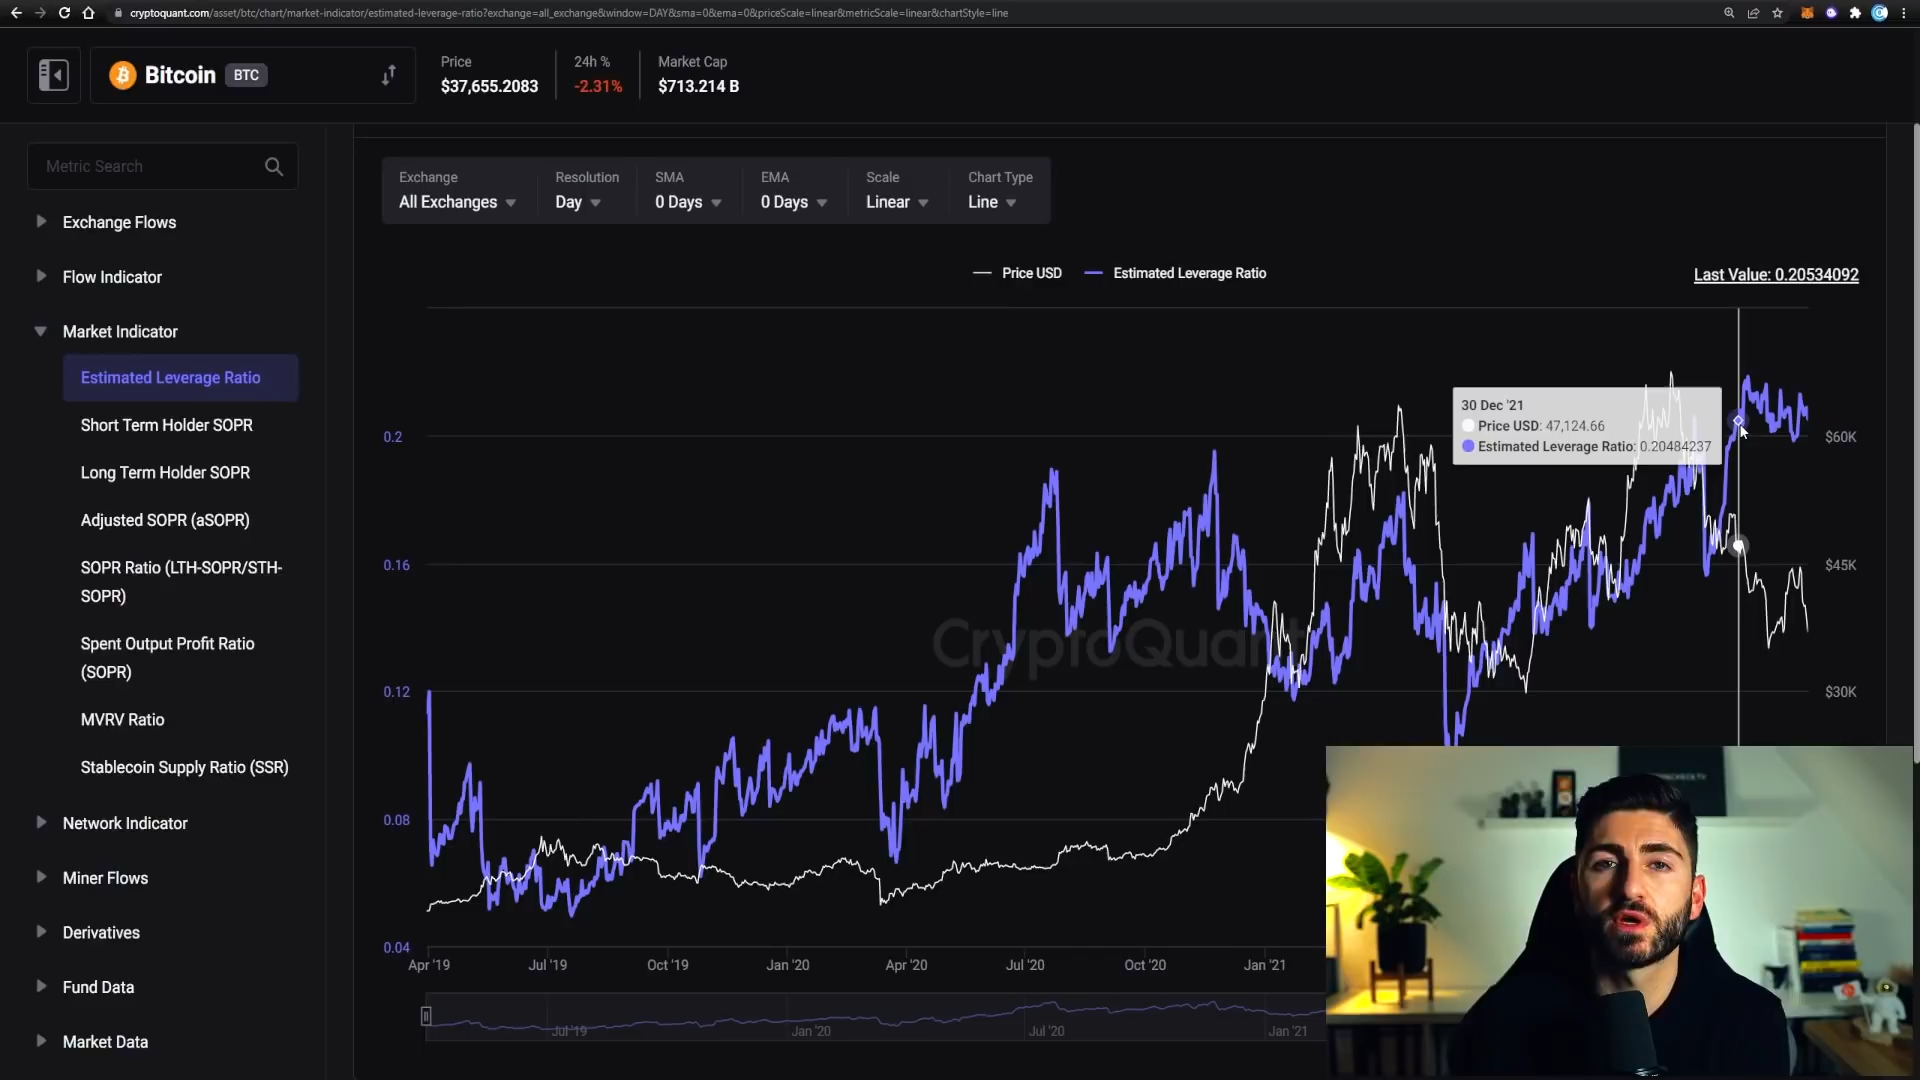 cryptoquant.com/asset/btc/chart/market-indicator/estimated-leverage-ratio?exchange=all_exchange&window=DAY&sma=0&ema=0&priceScale=linear&metricScale=linear&chartStyle=line
Bitcoin BTC
Price 24h % Market Cap
$37,655.2083 -2.31% $713.214 B
Metric Search
Exchange Flows
Flow Indicator
Market Indicator
Estimated Leverage Ratio
Short Term Holder SOPR
Long Term Holder SOPR
Adjusted SOPR (aSOPR)
SOPR Ratio (LTH-SOPR/STH-
SOPR)
Spent Output Profit Ratio
(SOPR)
MVRV Ratio
Stablecoin Supply Ratio (SSR)
Network Indicator
Miner Flows
Derivatives
Fund Data
Market Data
Exchange Resolution SMA EMA Scale Chart Type
All Exchanges Day 0 Days 0 Days Linear Line
Price USD Estimated Leverage Ratio
Last Value: 0.20534092
30 Dec '21
Price USD: 47,124.66
Estimated Leverage Ratio: 0.20484237
0.2 $60K
0.16 $45K
CryptoQuant
0.12 $30K
0.08
0.04
Apr '19 Jul '19 Oct '19 Jan '20 Apr '20 Jul '20 Oct '20 Jan '21
Jul '19 Jan '20 Jul '20 Jan '21